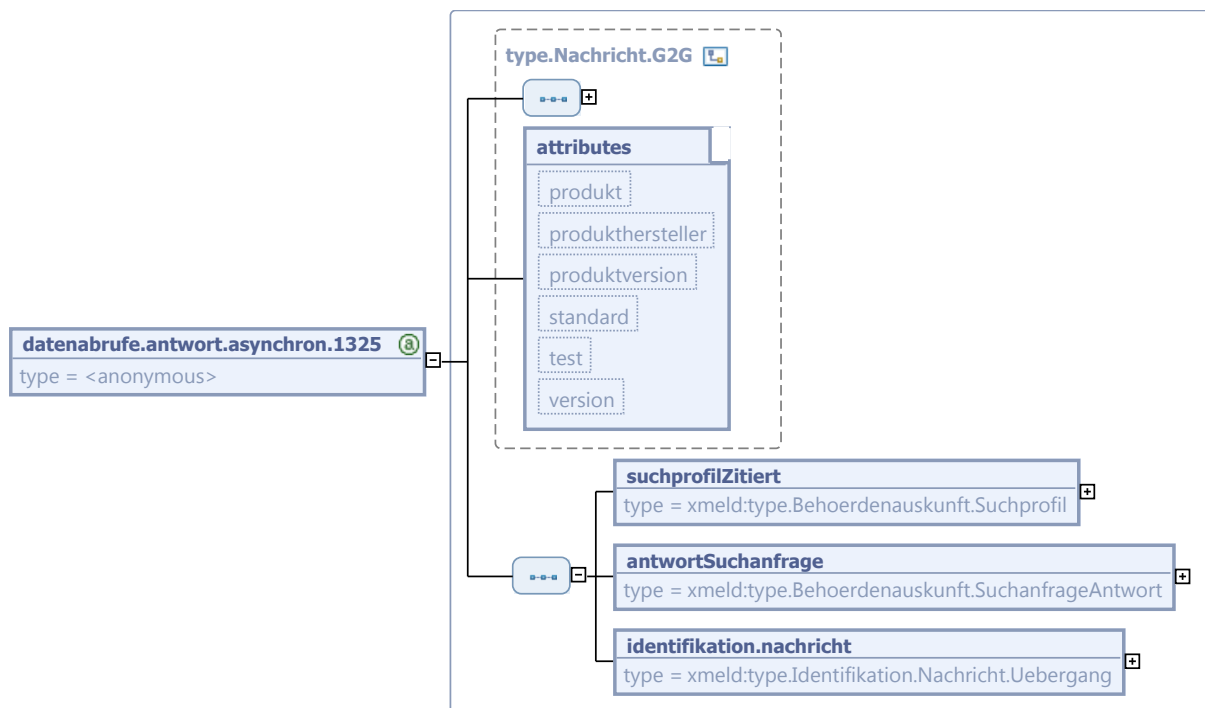 type.Nachricht.G2G
attributes
produkt
produkthersteller
produktversion
standard
test
version
datenabrufe.antwort.asynchron.1325
type = <anonymous>
suchprofilZitiert
type = xmeld:type.Behoerdenauskunft.Suchprofil
antwortSuchanfrage
type = xmeld:type.Behoerdenauskunft.SuchanfrageAntwort
identifikation.nachricht
type = xmeld:type.Identifikation.Nachricht.Uebergang